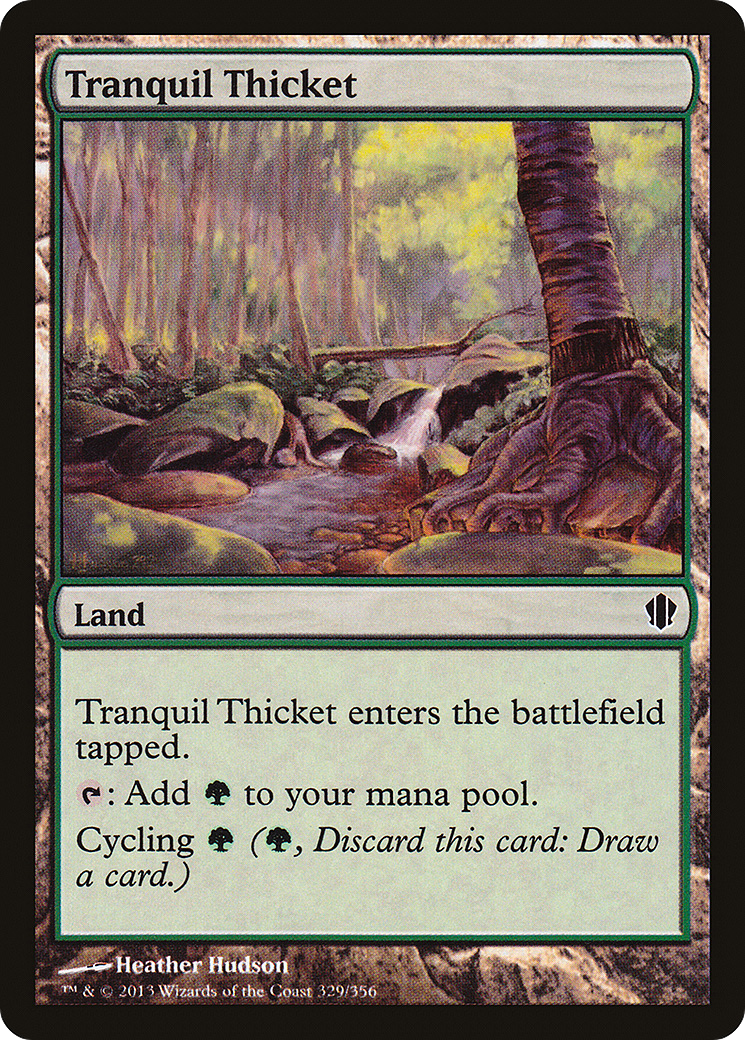 Tranquil Thicket
Land
Tranquil Thicket enters the battlefield
tapped.
: Add to your mana pool.
Cycling (, Discard this card: Draw
a card.)
Heather Hudson
™ & © 2013 Wizards of the Coast 329/356